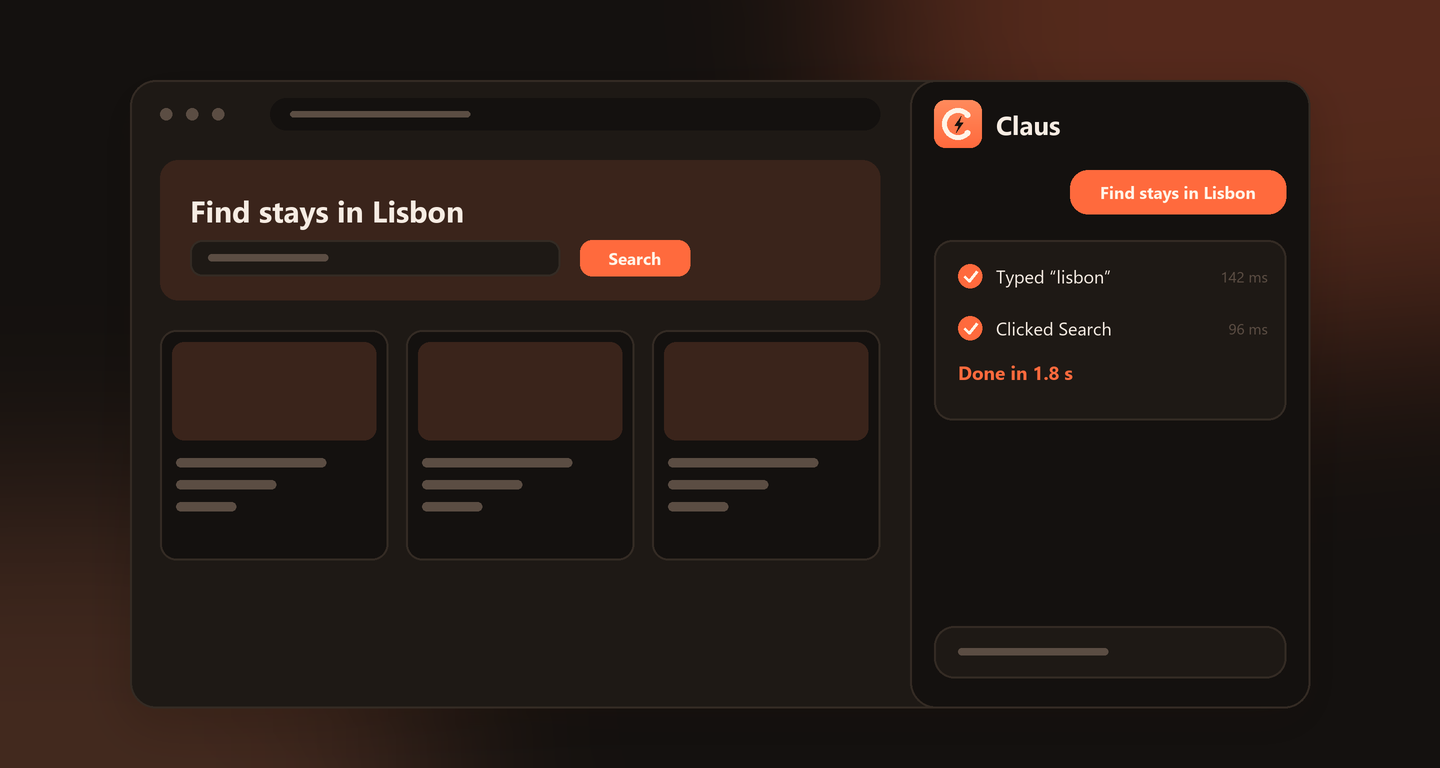 Find stays in Lisbon
Search
Claus
Find stays in Lisbon
Typed “lisbon” 142 ms
Clicked Search 96 ms
Done in 1.8 s